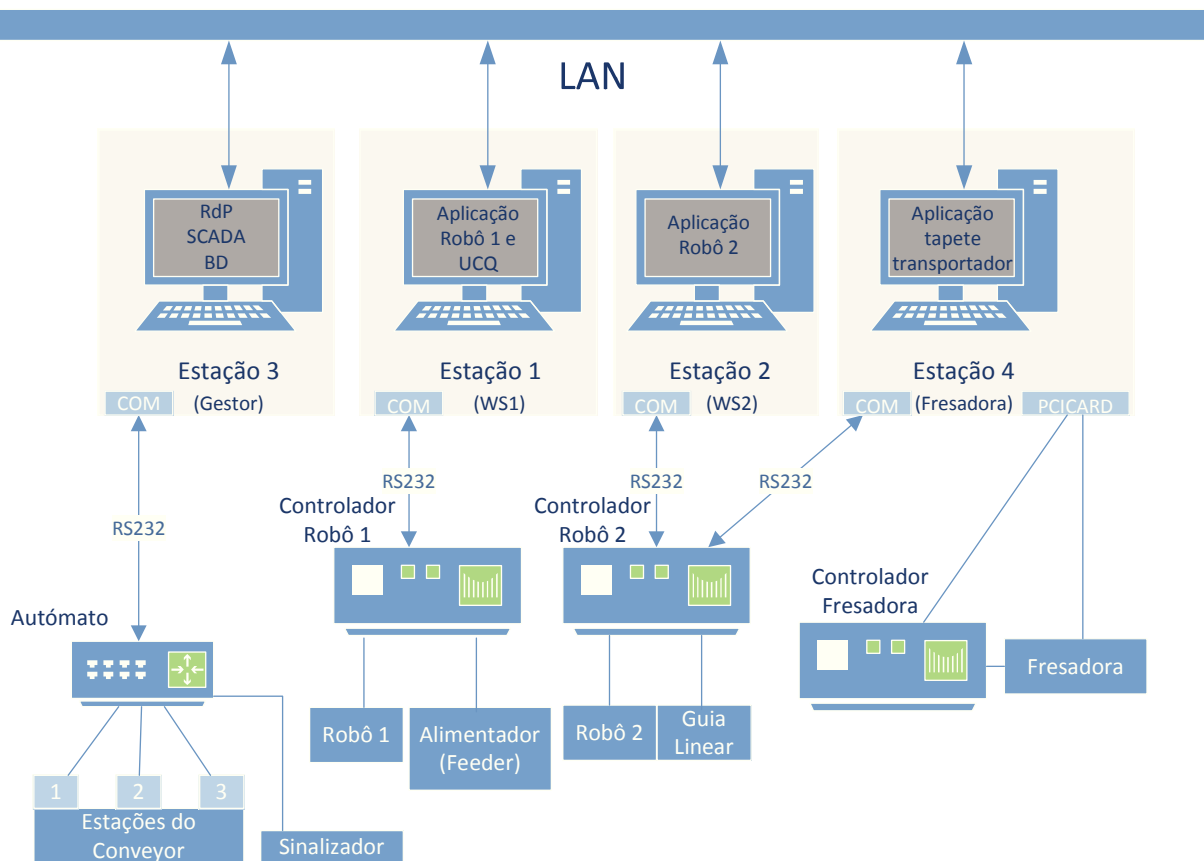 LAN
RdP
SCADA
BD
Aplicação
Robô 1 e
UCQ
Aplicação
Robô 2
Aplicação
tapete
transportador
Estação 3
(Gestor)
COM
Estação 1
(WS1)
COM
Estação 2
(WS2)
COM
Estação 4
(Fresadora)
COM
PCICARD
RS232
RS232
RS232
RS232
Controlador
Robô 1
Controlador
Robô 2
Controlador
Fresadora
Autómato
Fresadora
Robô 1
Alimentador
(Feeder)
Robô 2
Guia
Linear
1
2
3
Estações do
Conveyor
Sinalizador